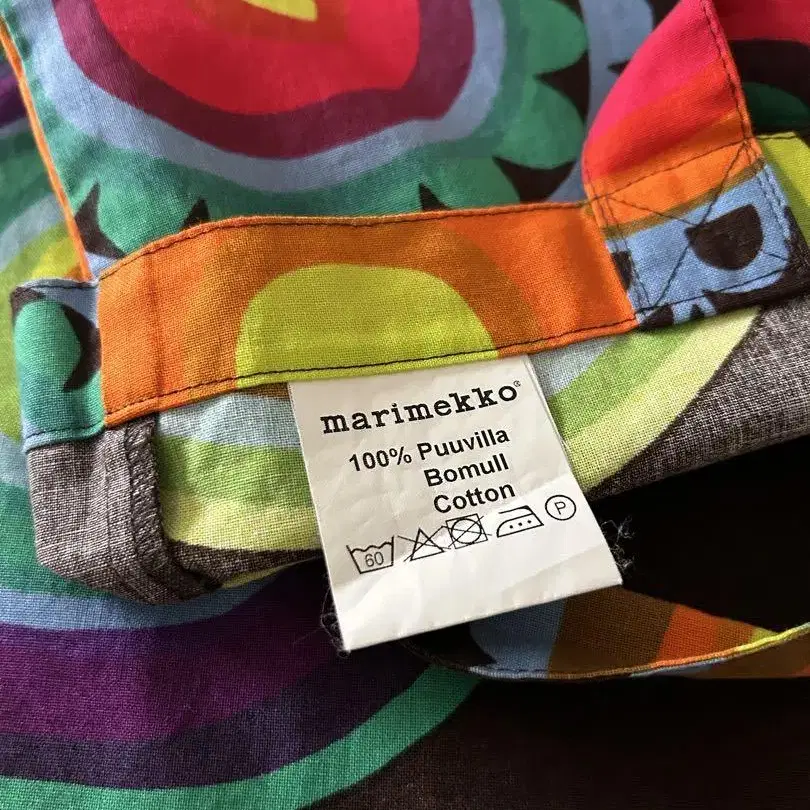 marimekko®
100% Puuvilla
Bomull
Cotton
60 P